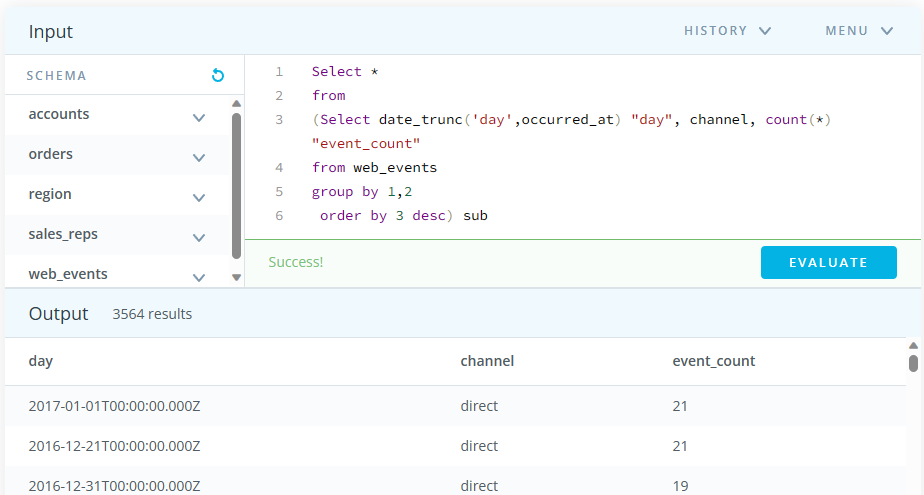 Input
HISTORY
MENU
SCHEMA
accounts
orders
region
sales_reps
web_events
1 Select *
2 from
3 (Select date_trunc('day',occurred_at) "day", channel, count(*)
"event_count"
4 from web_events
5 group by 1,2
6 order by 3 desc) sub
Success!
EVALUATE
Output 3564 results
day channel event_count
2017-01-01T00:00:00.000Z direct 21
2016-12-21T00:00:00.000Z direct 21
2016-12-31T00:00:00.000Z direct 19